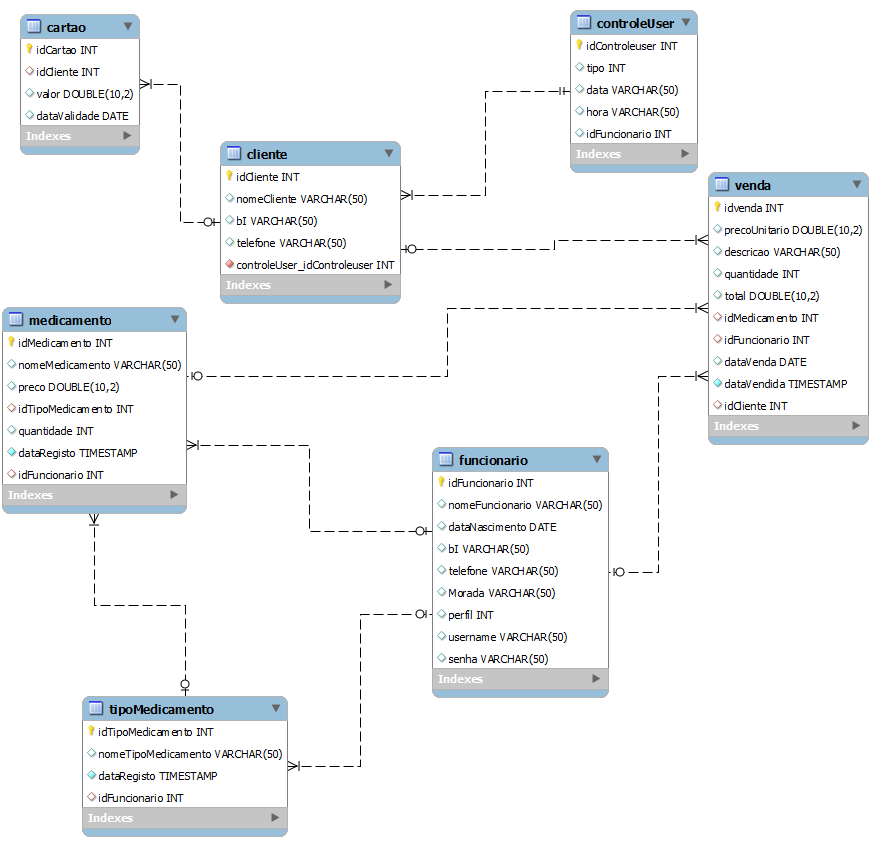 cartao
idCartao INT
idCliente INT
valor DOUBLE(10,2)
dataValidade DATE
Indexes
controleUser
idControleuser INT
tipo INT
data VARCHAR(50)
hora VARCHAR(50)
idFuncionario INT
Indexes
cliente
idCliente INT
nomeCliente VARCHAR(50)
bI VARCHAR(50)
telefone VARCHAR(50)
controleUser_idControleuser INT
Indexes
venda
idvenda INT
precoUnitario DOUBLE(10,2)
descricao VARCHAR(50)
quantidade INT
total DOUBLE(10,2)
idMedicamento INT
idFuncionario INT
dataVenda DATE
dataVendida TIMESTAMP
idCliente INT
Indexes
medicamento
idMedicamento INT
nomeMedicamento VARCHAR(50)
preco DOUBLE(10,2)
idTipoMedicamento INT
quantidade INT
dataRegisto TIMESTAMP
idFuncionario INT
Indexes
funcionario
idFuncionario INT
nomeFuncionario VARCHAR(50)
dataNascimento DATE
bI VARCHAR(50)
telefone VARCHAR(50)
Morada VARCHAR(50)
perfil INT
username VARCHAR(50)
senha VARCHAR(50)
Indexes
tipoMedicamento
idTipoMedicamento INT
nomeTipoMedicamento VARCHAR(50)
dataRegisto TIMESTAMP
idFuncionario INT
Indexes